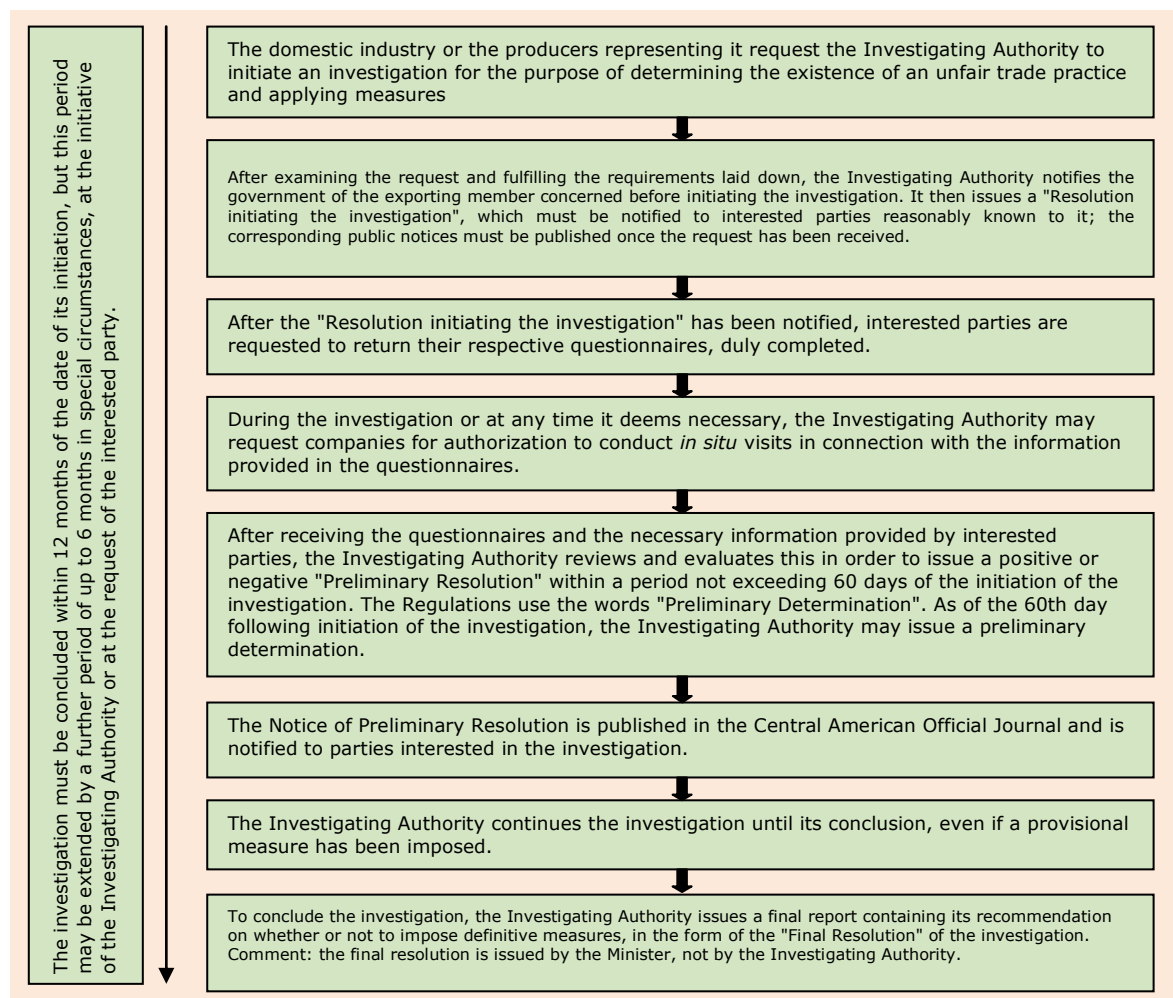 The investigation must be concluded within 12 months of the date of its initiation, but this period
may be extended by a further period of up to 6 months in special circumstances, at the initiative
of the Investigating Authority or at the request of the interested party.
The domestic industry or the producers representing it request the Investigating Authority to
initiate an investigation for the purpose of determining the existence of an unfair trade practice
and applying measures
After examining the request and fulfilling the requirements laid down, the Investigating Authority notifies the
government of the exporting member concerned before initiating the investigation. It then issues a "Resolution
initiating the investigation", which must be notified to interested parties reasonably known to it; the
corresponding public notices must be published once the request has been received.
After the "Resolution initiating the investigation" has been notified, interested parties are
requested to return their respective questionnaires, duly completed.
During the investigation or at any time it deems necessary, the Investigating Authority may
request companies for authorization to conduct in situ visits in connection with the information
provided in the questionnaires.
After receiving the questionnaires and the necessary information provided by interested
parties, the Investigating Authority reviews and evaluates this in order to issue a positive or
negative "Preliminary Resolution" within a period not exceeding 60 days of the initiation of the
investigation. The Regulations use the words "Preliminary Determination". As of the 60th day
following initiation of the investigation, the Investigating Authority may issue a preliminary
determination.
The Notice of Preliminary Resolution is published in the Central American Official Journal and is
notified to parties interested in the investigation.
The Investigating Authority continues the investigation until its conclusion, even if a provisional
measure has been imposed.
To conclude the investigation, the Investigating Authority issues a final report containing its recommendation
on whether or not to impose definitive measures, in the form of the "Final Resolution" of the investigation.
Comment: the final resolution is issued by the Minister, not by the Investigating Authority.